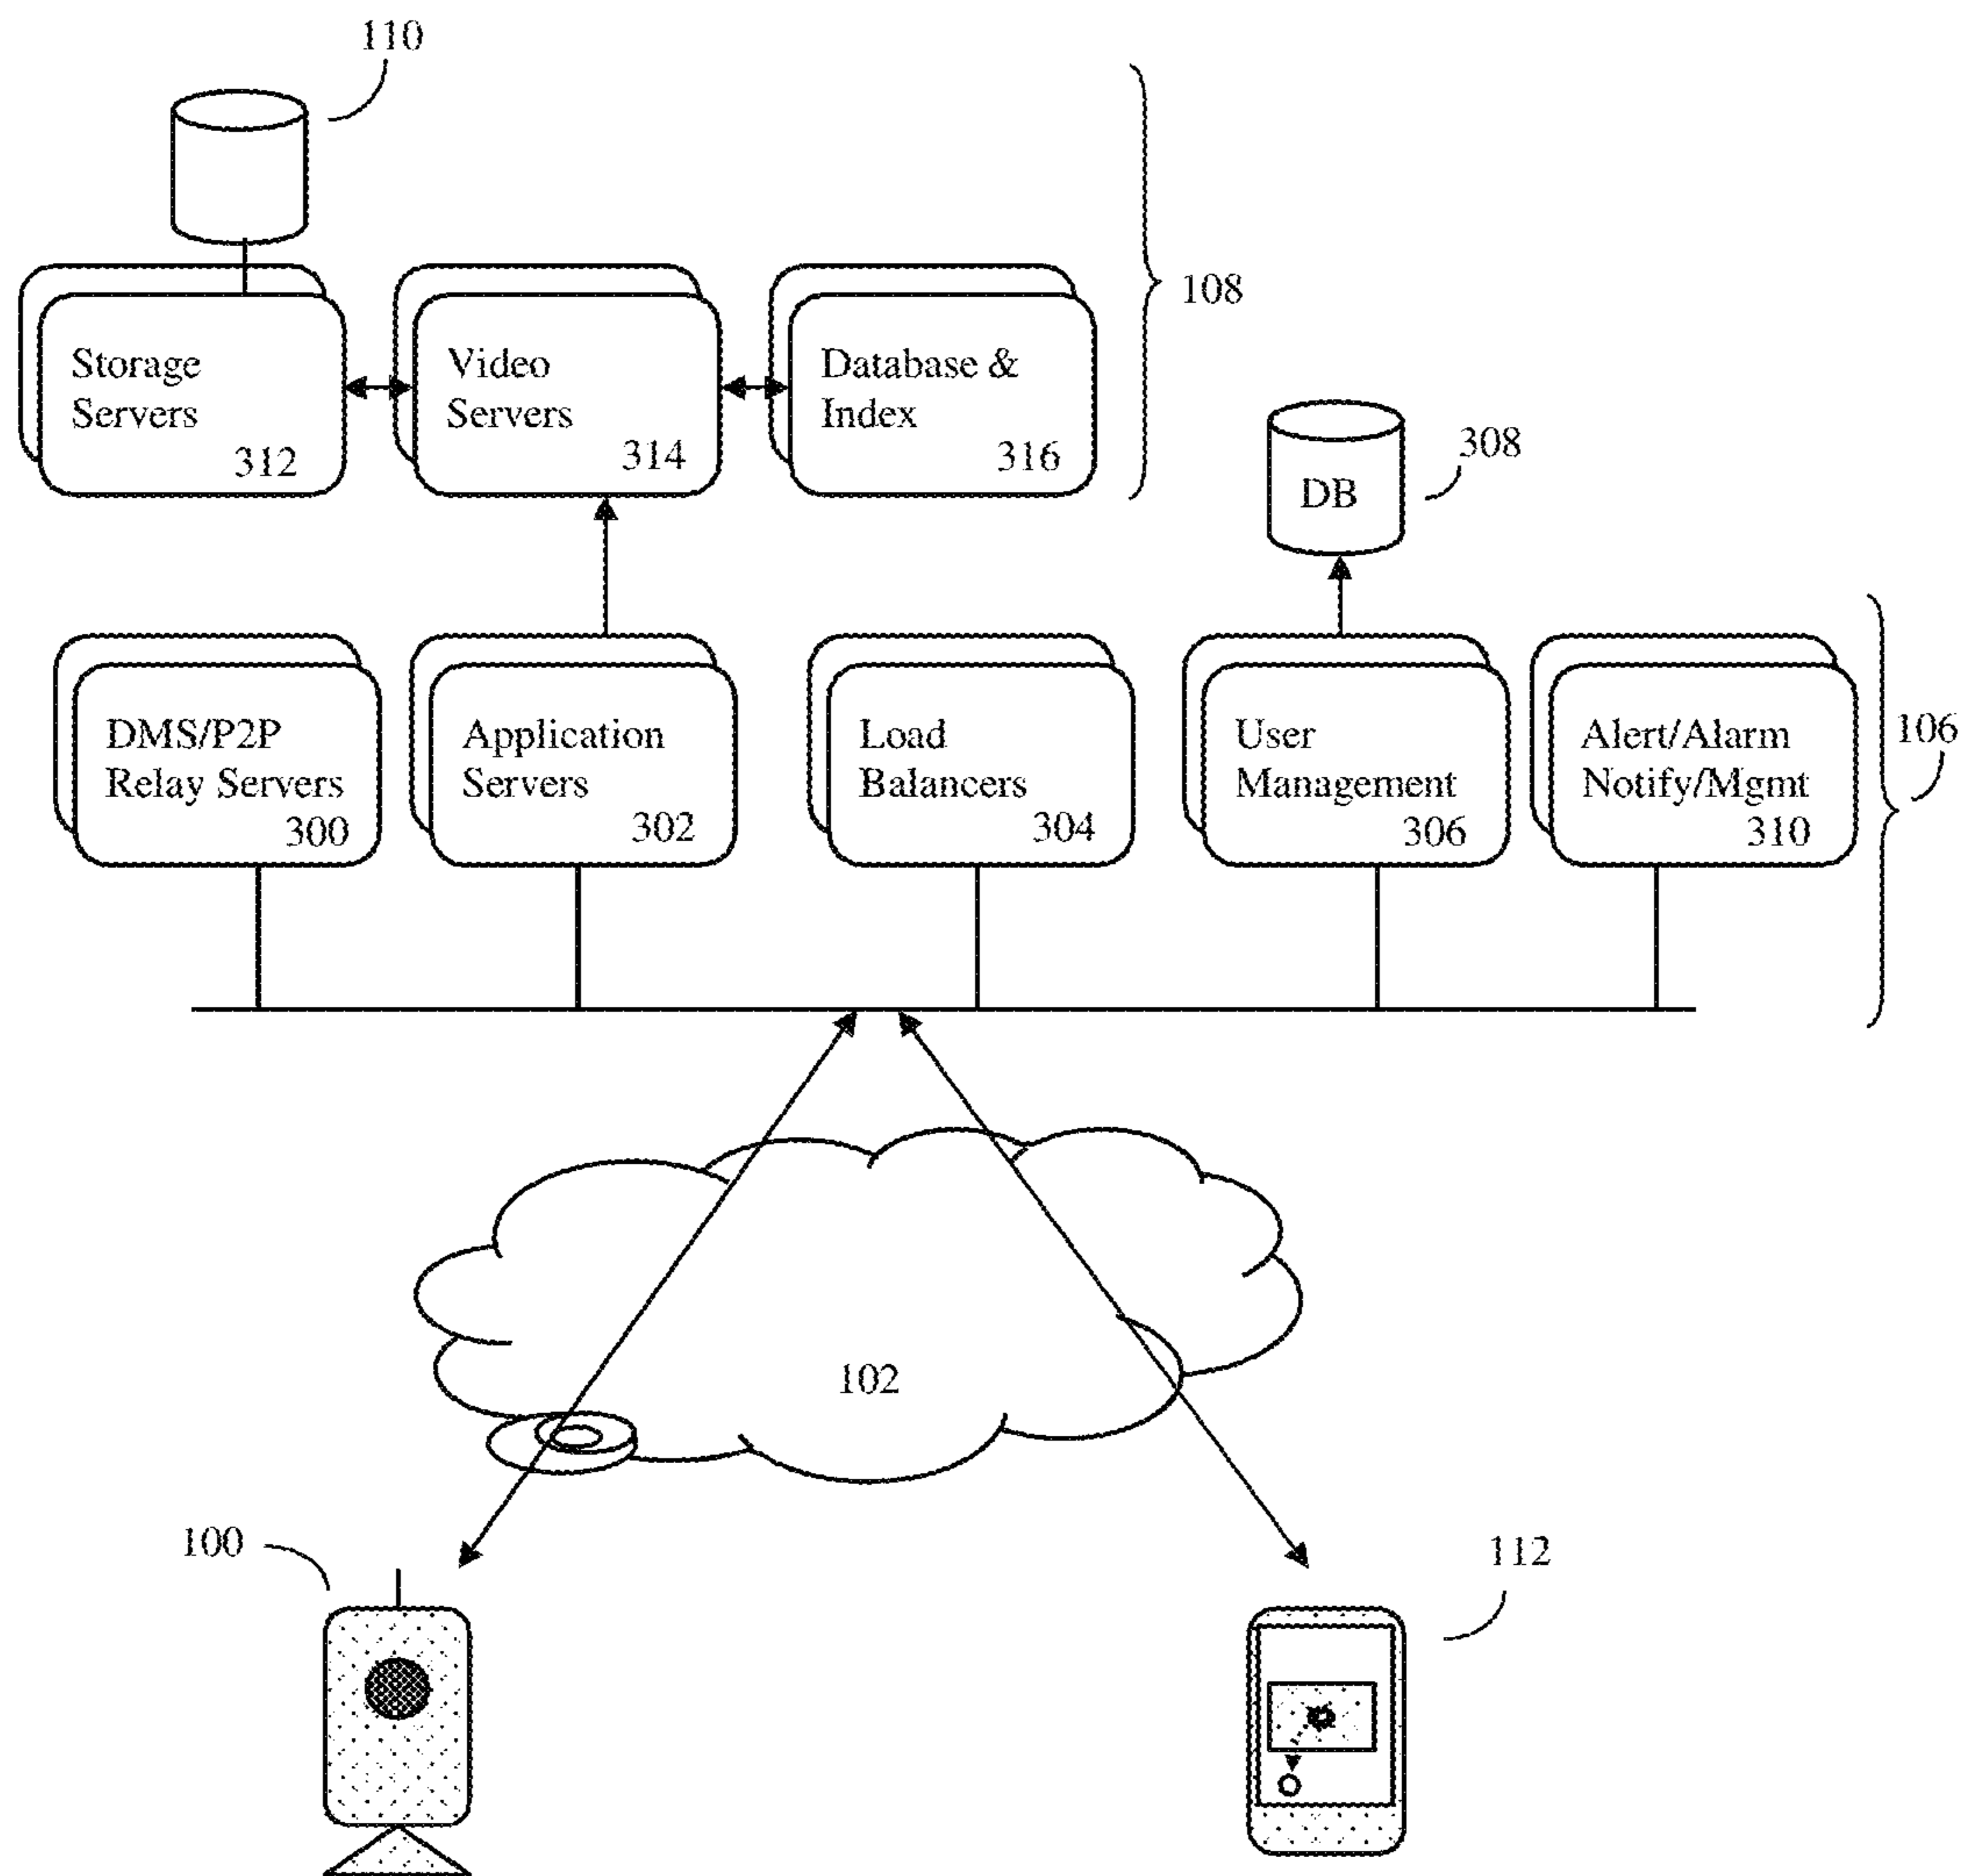 110
108
Storage
Servers
312
Video
Servers
314
Database &
Index
316
308
DB
DMS/P2P
Relay Servers
300
Application
Servers
302
Load
Balancers
304
User
Management
306
Alert/Alarm
Notify/Mgmt
310
106
102
100
112